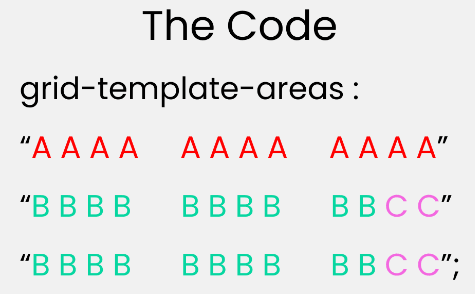 The Code
grid-template-areas :
“A A A A A A A A A A A A”
“B B B B B B B B B B C C”
“B B B B B B B B B B C C”;